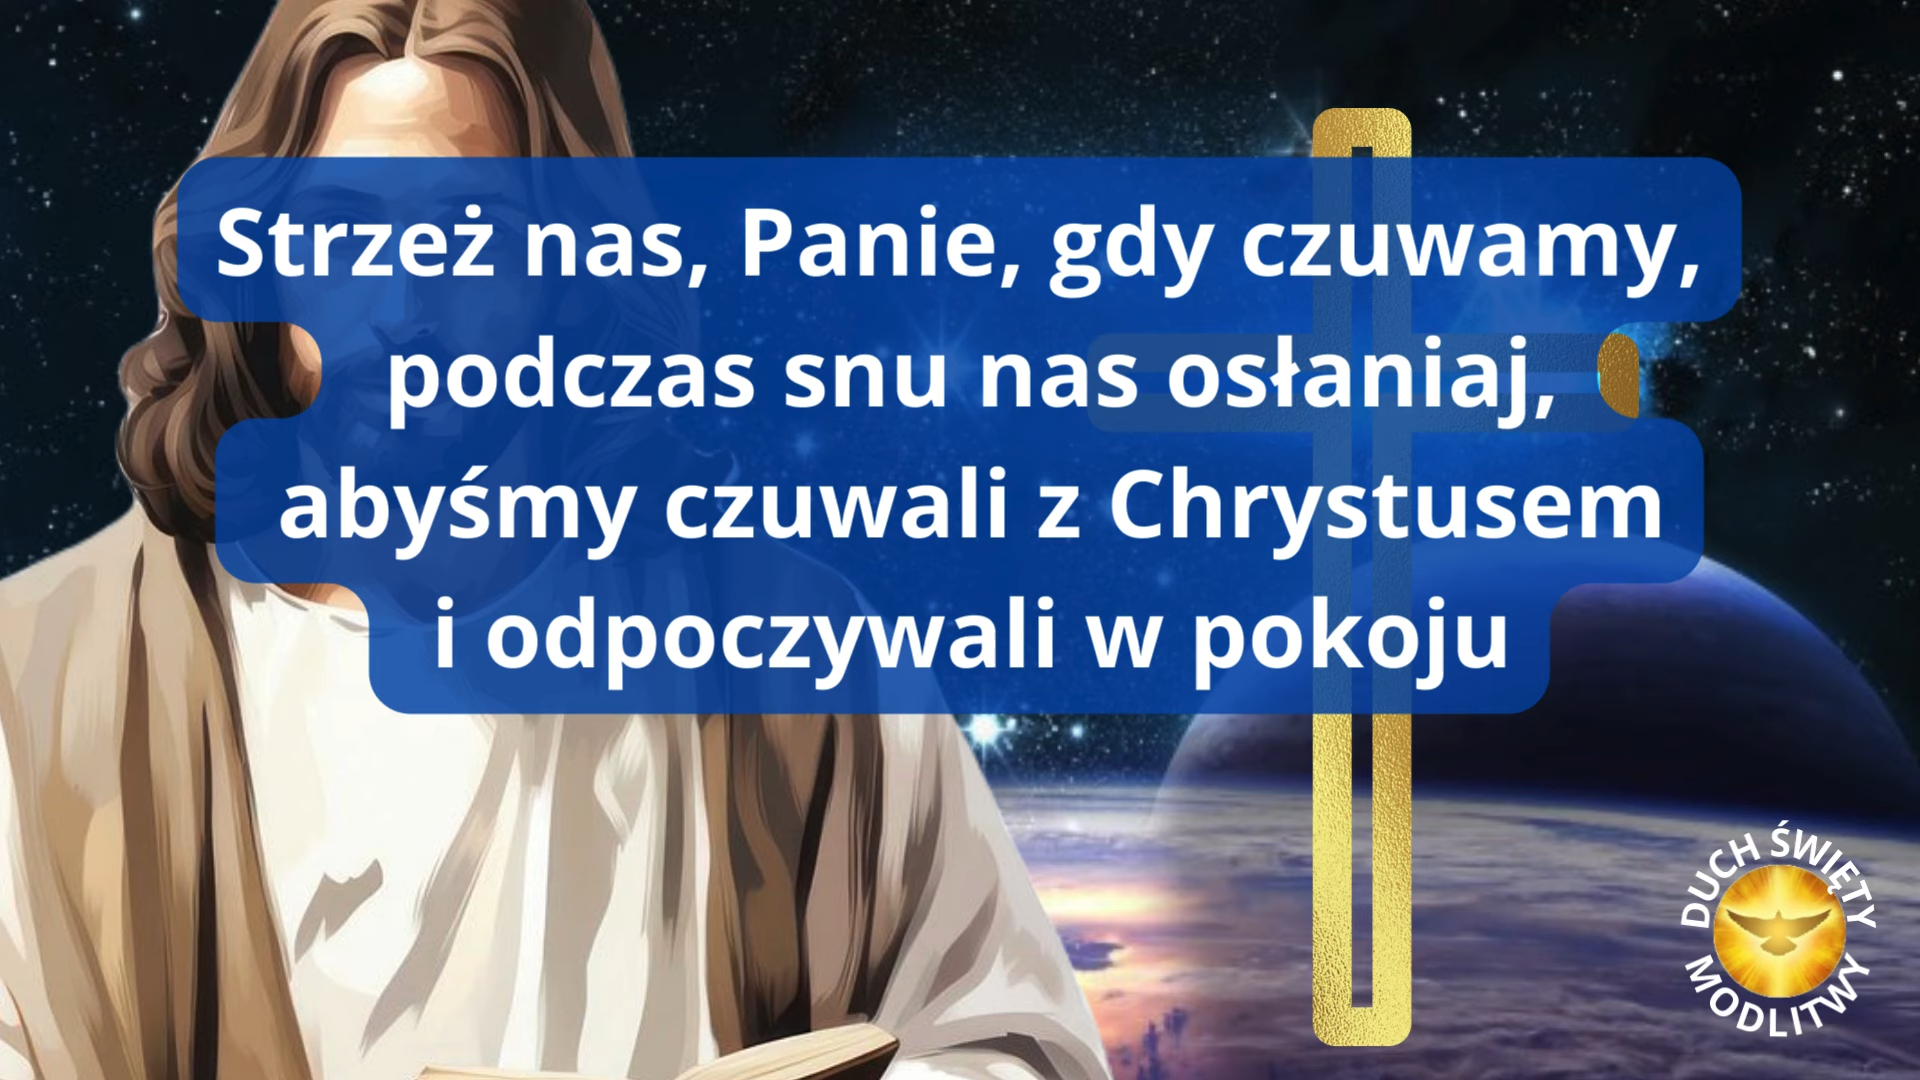 Strzeż nas, Panie, gdy czuwamy,
podczas snu nas osłaniaj,
abyśmy czuwali z Chrystusem
i odpoczywali w pokoju
DUCH ŚWIĘTY
MODLITWY